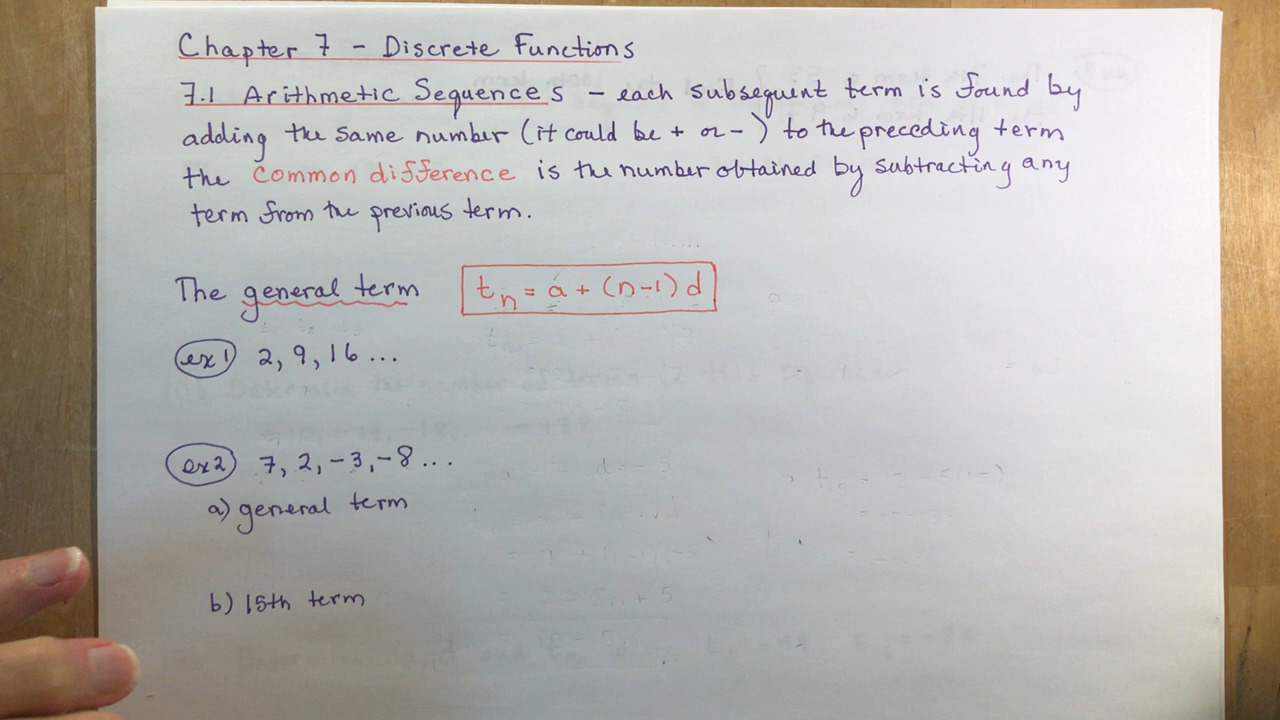 Chapter 7 - Discrete Functions
7.1 Arithmetic Sequences - each subsequent term is found by
adding the same number (it could be + or -) to the preceding term
the common difference is the number obtained by subtracting any
term from the previous term.
The general term tₙ = a + (n-1) d
ex1 2, 9, 16 ...
ex2 7, 2, -3, -8 ...
a) general term
b) 15th term